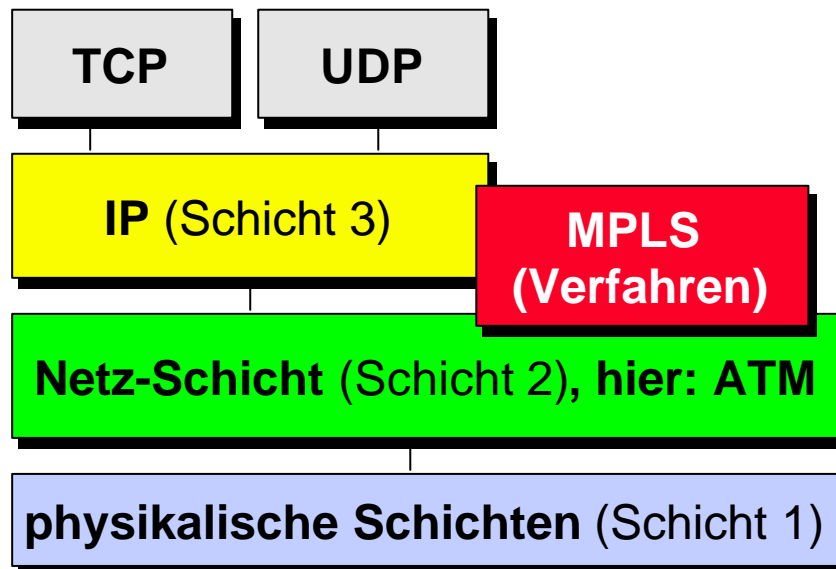 TCP
UDP
IP (Schicht 3)
MPLS
(Verfahren)
Netz-Schicht (Schicht 2), hier: ATM
physikalische Schichten (Schicht 1)